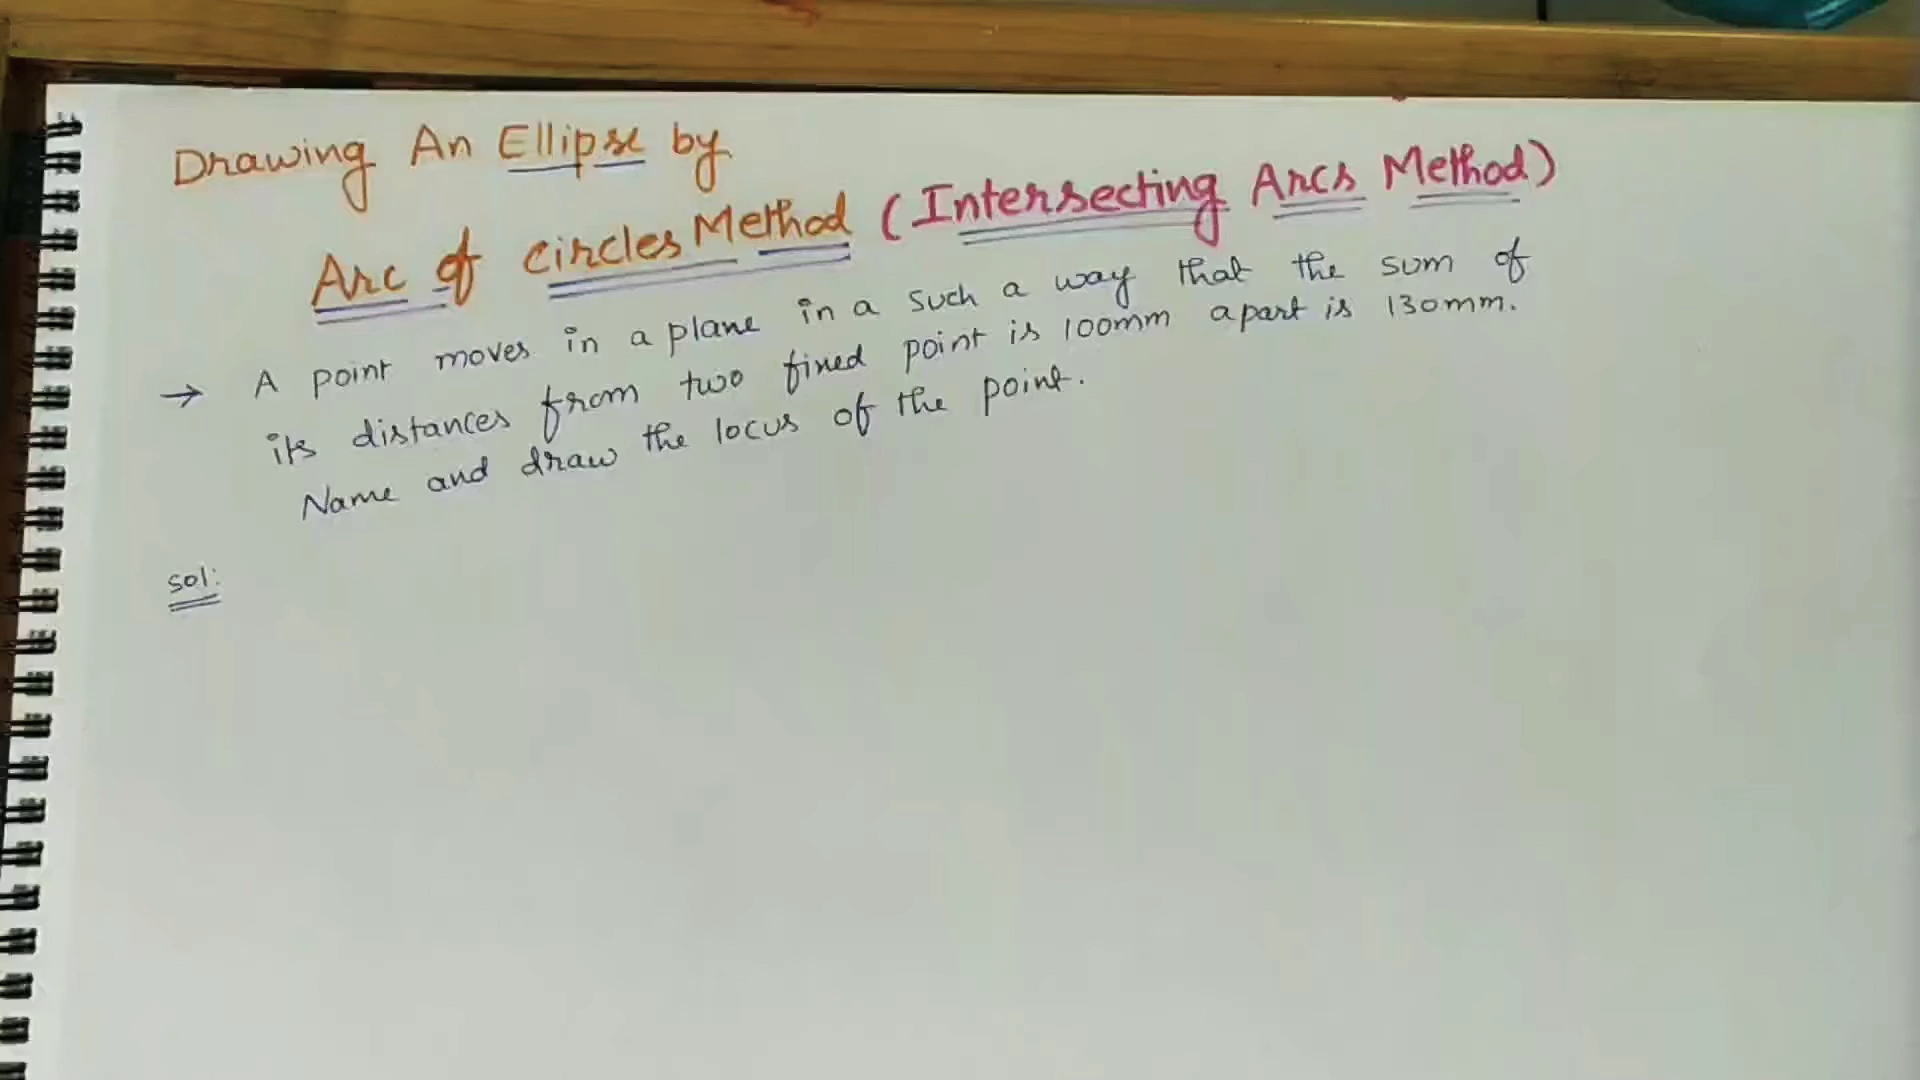 Drawing An Ellipse by
Arc of circles Method (Intersecting Arcs Method)
→ A point moves in a plane in a such a way that the sum of
its distances from two fixed point is 100mm apart is 130mm.
Name and draw the locus of the point.
sol: